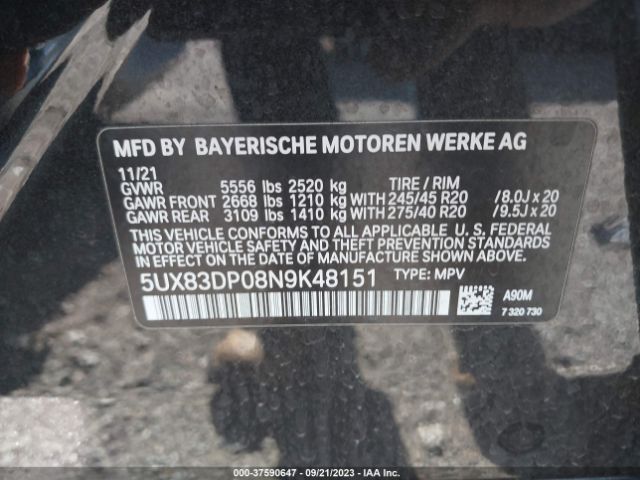 MFD BY BAYERISCHE MOTOREN WERKE AG
11/21
GVWR 5556 lbs 2520 kg TIRE / RIM
GAWR FRONT 2668 lbs 1210 kg WITH 245/45 R20 /8.0J x 20
GAWR REAR 3109 lbs 1410 kg WITH 275/40 R20 /9.5J x 20
THIS VEHICLE CONFORMS TO ALL APPLICABLE U. S. FEDERAL
MOTOR VEHICLE SAFETY AND THEFT PREVENTION STANDARDS
IN EFFECT ON THE DATE OF MANUFACTURE SHOWN ABOVE.
5UX83DP08N9K48151 TYPE: MPV
A90M
7 320 730
000-37590647 - 09/21/2023 - IAA Inc.